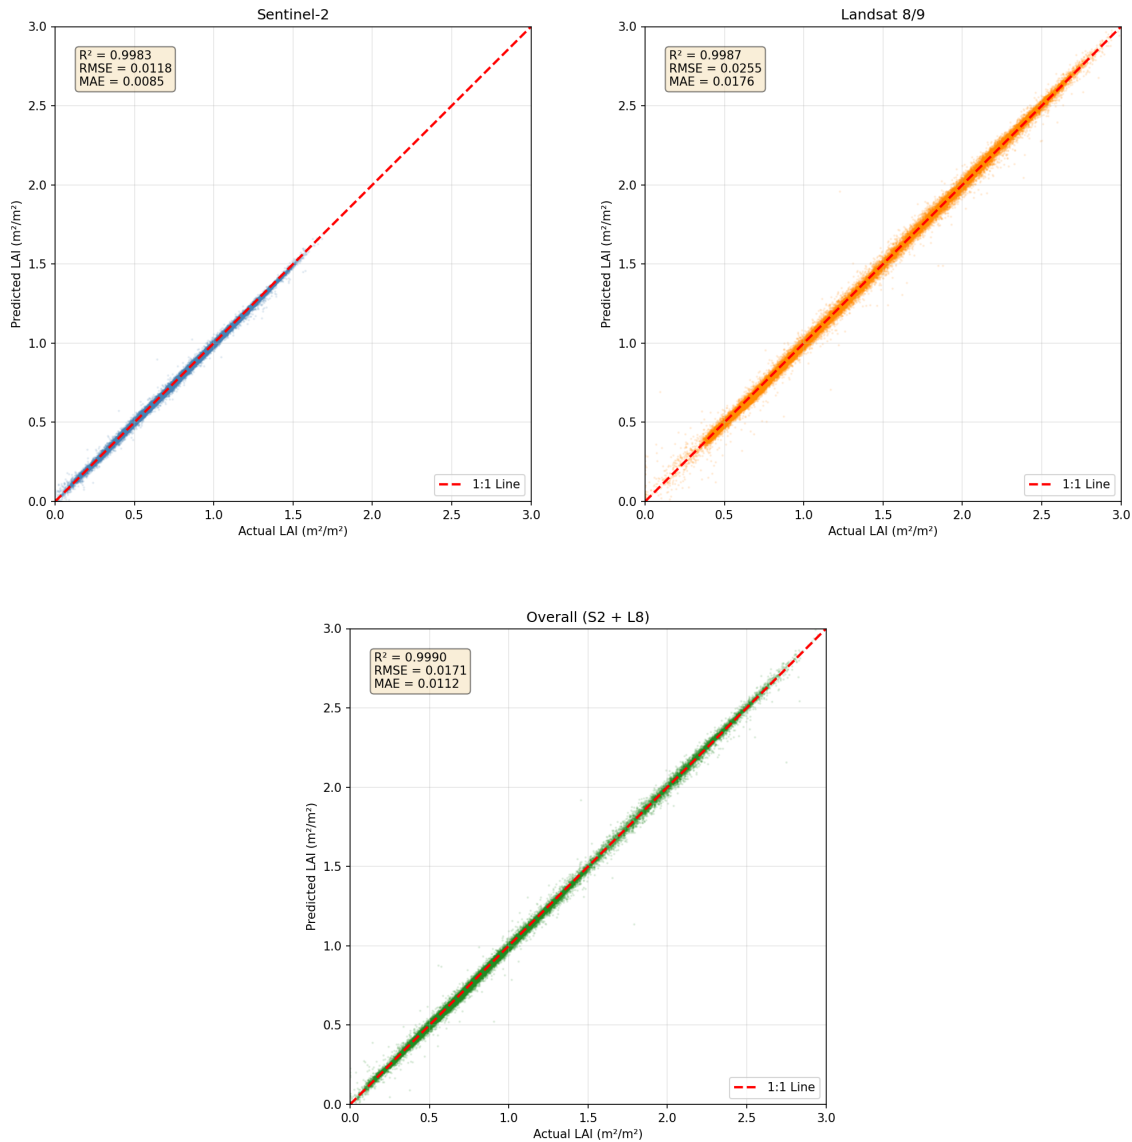 Sentinel-2
R² = 0.9983
RMSE = 0.0118
MAE = 0.0085
3.0
2.5
2.0
1.5
1.0
0.5
0.0
Predicted LAI (m²/m²)
0.0 0.5 1.0 1.5 2.0 2.5 3.0
Actual LAI (m²/m²)
1:1 Line
Landsat 8/9
R² = 0.9987
RMSE = 0.0255
MAE = 0.0176
3.0
2.5
2.0
1.5
1.0
0.5
0.0
Predicted LAI (m²/m²)
0.0 0.5 1.0 1.5 2.0 2.5 3.0
Actual LAI (m²/m²)
1:1 Line
Overall (S2 + L8)
R² = 0.9990
RMSE = 0.0171
MAE = 0.0112
3.0
2.5
2.0
1.5
1.0
0.5
0.0
Predicted LAI (m²/m²)
0.0 0.5 1.0 1.5 2.0 2.5 3.0
Actual LAI (m²/m²)
1:1 Line